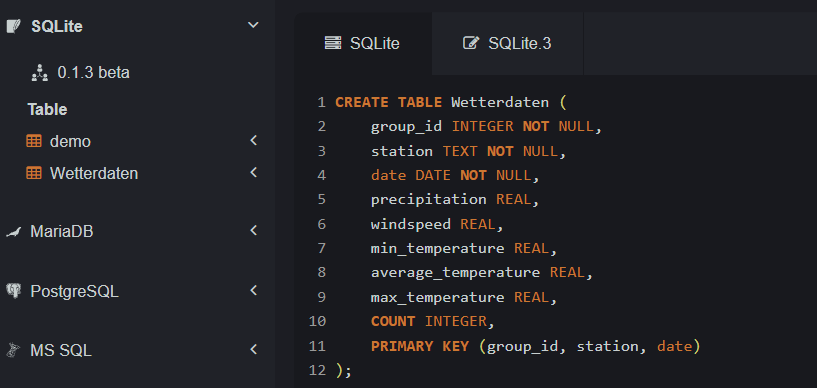 SQLite
0.1.3 beta
Table
demo
Wetterdaten
MariaDB
PostgreSQL
MS SQL
SQLite
SQLite.3
1 CREATE TABLE Wetterdaten (
2     group_id INTEGER NOT NULL,
3     station TEXT NOT NULL,
4     date DATE NOT NULL,
5     precipitation REAL,
6     windspeed REAL,
7     min_temperature REAL,
8     average_temperature REAL,
9     max_temperature REAL,
10     COUNT INTEGER,
11     PRIMARY KEY (group_id, station, date)
12 );